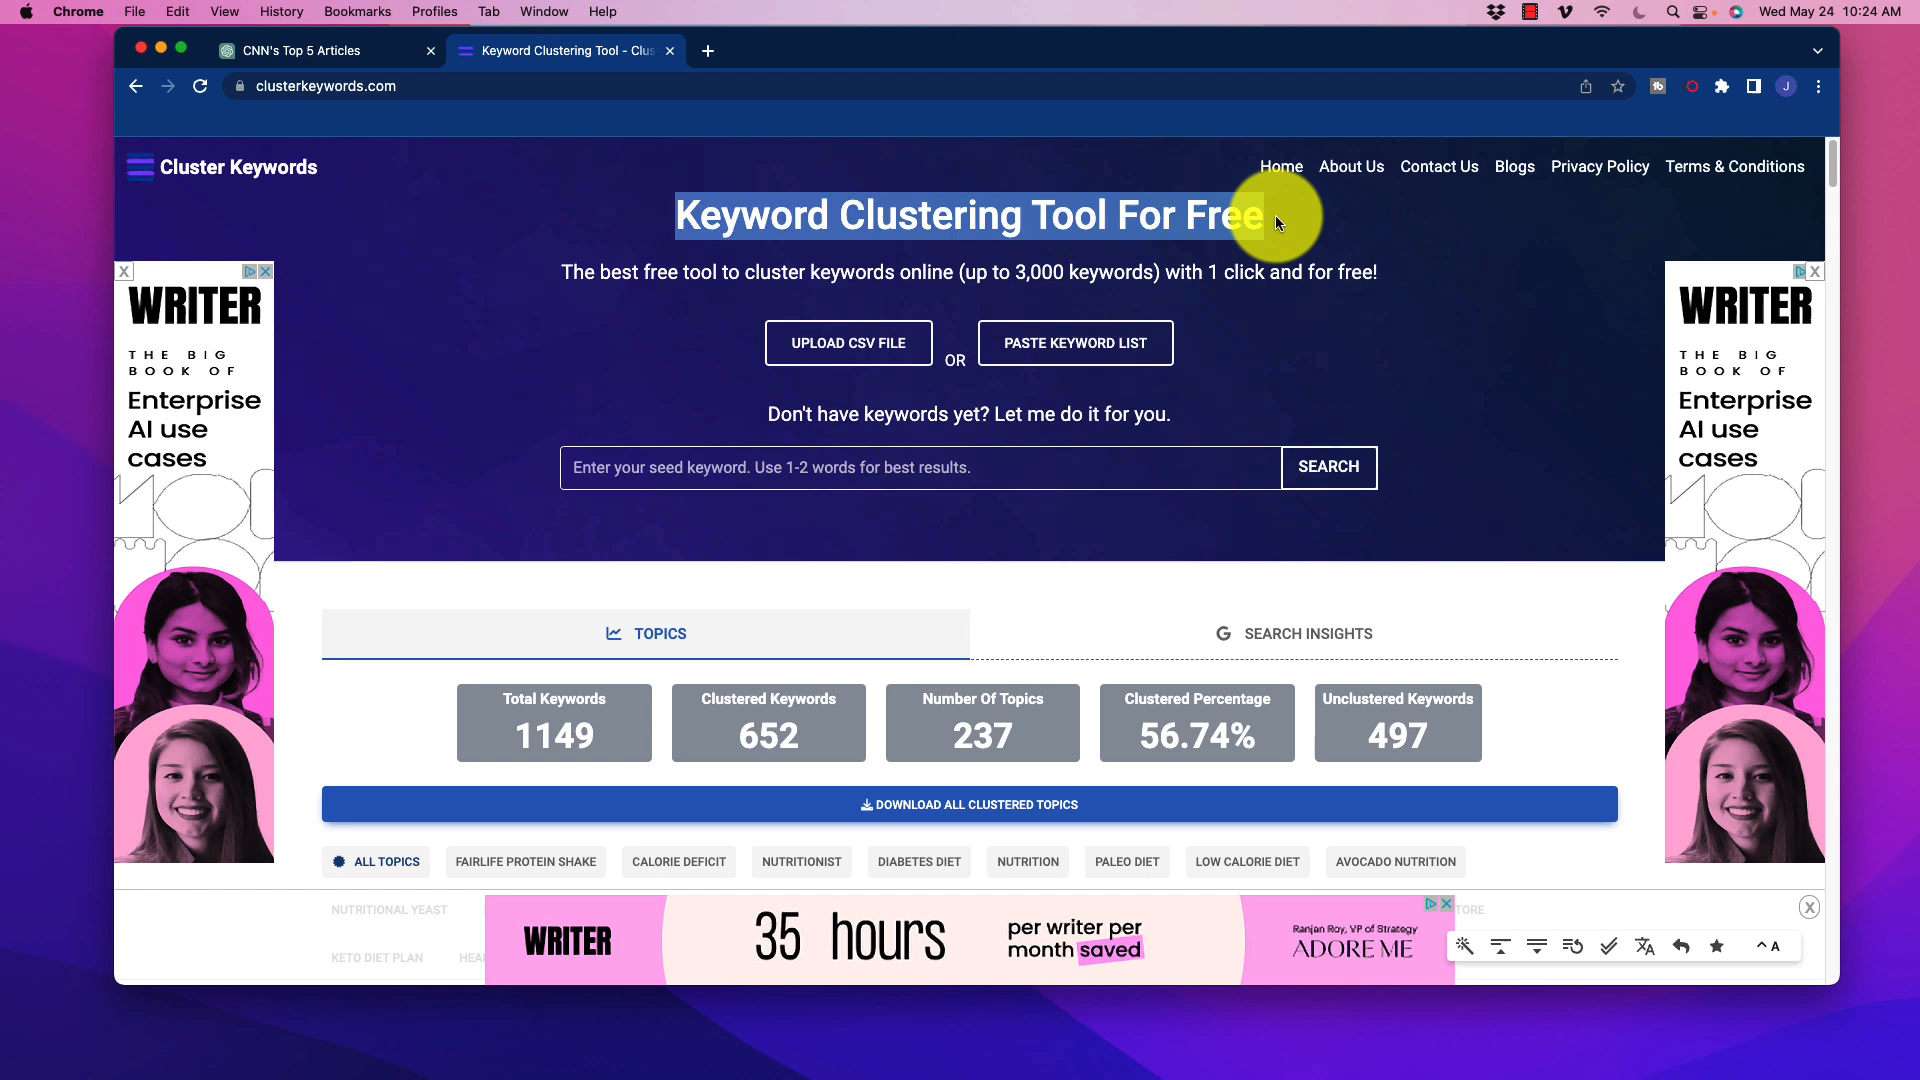 Chrome File Edit View History Bookmarks Profiles Tab Window Help Wed May 24 10:24 AM
CNN's Top 5 Articles Keyword Clustering Tool - Clus
clusterkeywords.com J
Cluster Keywords Home About Us Contact Us Blogs Privacy Policy Terms & Conditions
Keyword Clustering Tool For Free
The best free tool to cluster keywords online (up to 3,000 keywords) with 1 click and for free!
UPLOAD CSV FILE OR PASTE KEYWORD LIST
Don't have keywords yet? Let me do it for you.
Enter your seed keyword. Use 1-2 words for best results. SEARCH
WRITER
THE BIG
BOOK OF
Enterprise
AI use
cases
WRITER
THE BIG
BOOK OF
Enterprise
AI use
cases
TOPICS SEARCH INSIGHTS
Total Keywords Clustered Keywords Number Of Topics Clustered Percentage Unclustered Keywords
1149 652 237 56.74% 497
DOWNLOAD ALL CLUSTERED TOPICS
ALL TOPICS FAIRLIFE PROTEIN SHAKE CALORIE DEFICIT NUTRITIONIST DIABETES DIET NUTRITION PALEO DIET LOW CALORIE DIET AVOCADO NUTRITION
NUTRITIONAL YEAST TORE
KETO DIET PLAN HEA
WRITER 35 hours per writer per
month saved
Ranjan Roy, VP of Strategy
ADORE ME
A